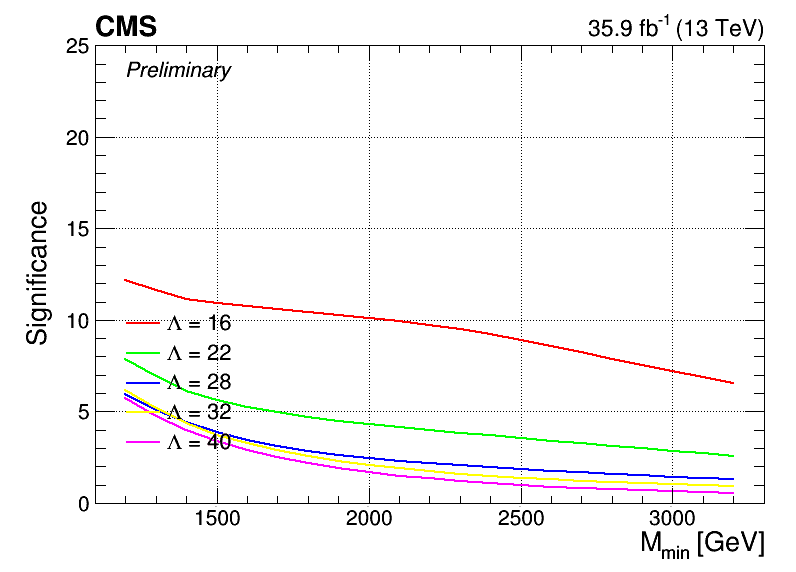 CMS 35.9 fb⁻¹ (13 TeV)
Preliminary
Significance
25
20
15
10
5
0
Λ = 16
Λ = 22
Λ = 28
Λ = 32
Λ = 40
1500 2000 2500 3000
M_min [GeV]